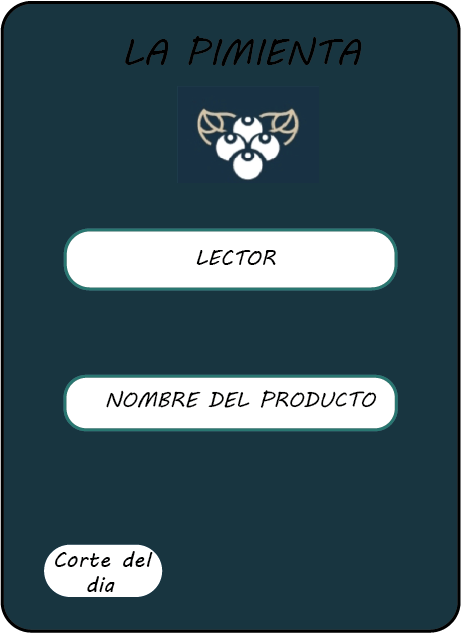 LA PIMIENTA
LECTOR
NOMBRE DEL PRODUCTO
Corte del
dia